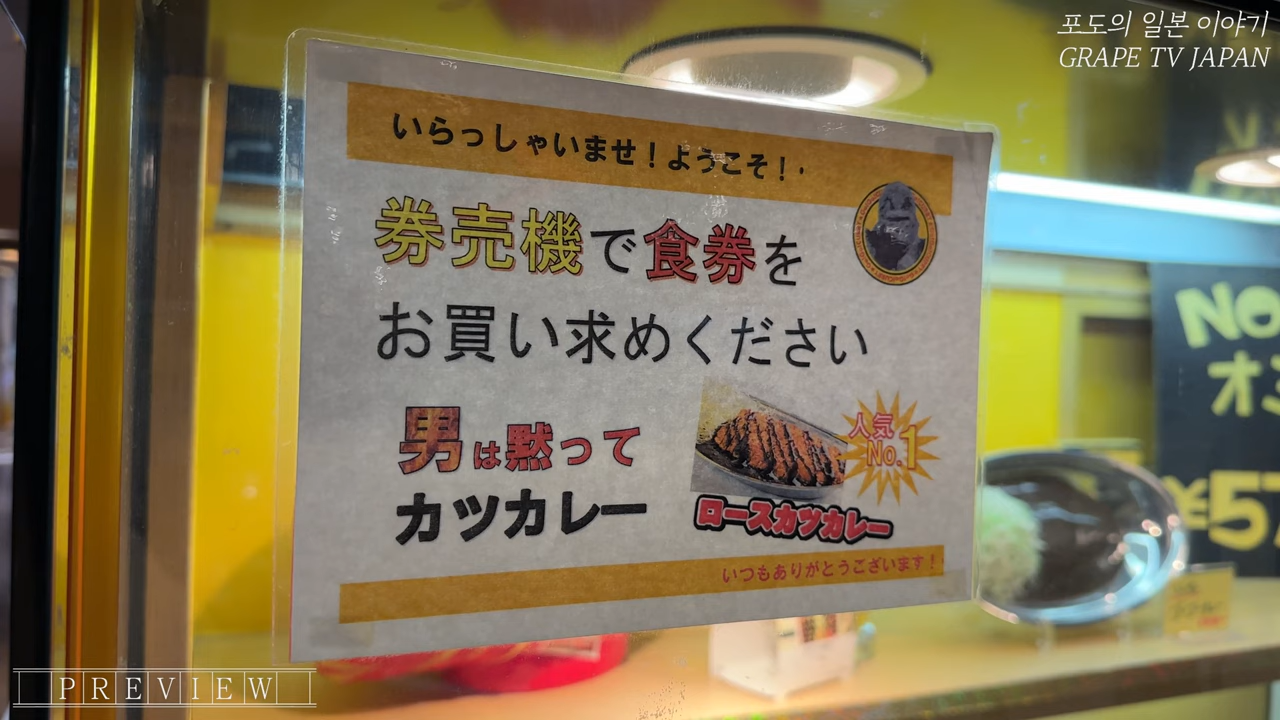 포도의 일본 이야기
GRAPE TV JAPAN
いらっしゃいませ!ようこそ!
券売機で食券を
お買い求めください
男は黙って
カツカレー
人気
No.1
ロースカツカレー
いつもありがとうございます!
PREVIEW